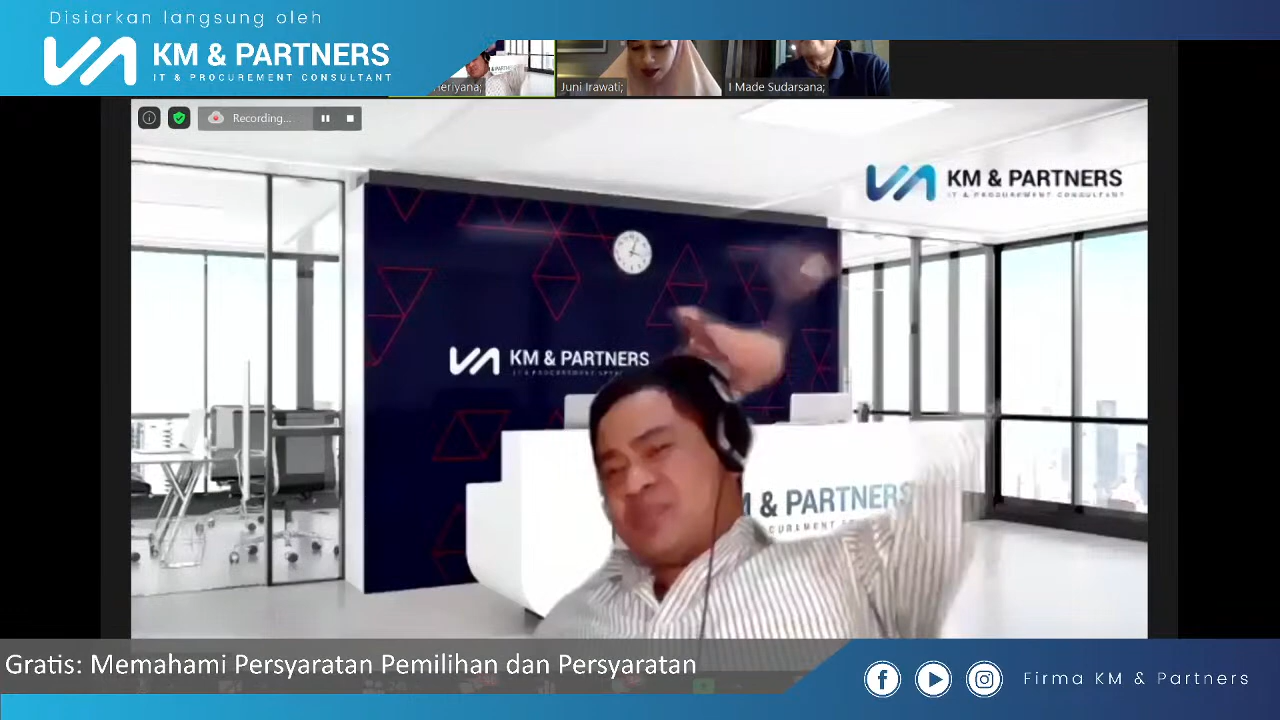 Disiarkan langsung oleh
KM & PARTNERS
IT & PROCUREMENT CONSULTANT
Juni Irawati;
I Made Sudarsana;
Recording...
KM & PARTNERS
IT & PROCUREMENT CONSULTANT
KM & PARTNERS
& PARTNERS
Gratis: Memahami Persyaratan Pemilihan dan Persyaratan
Firma KM & Partners